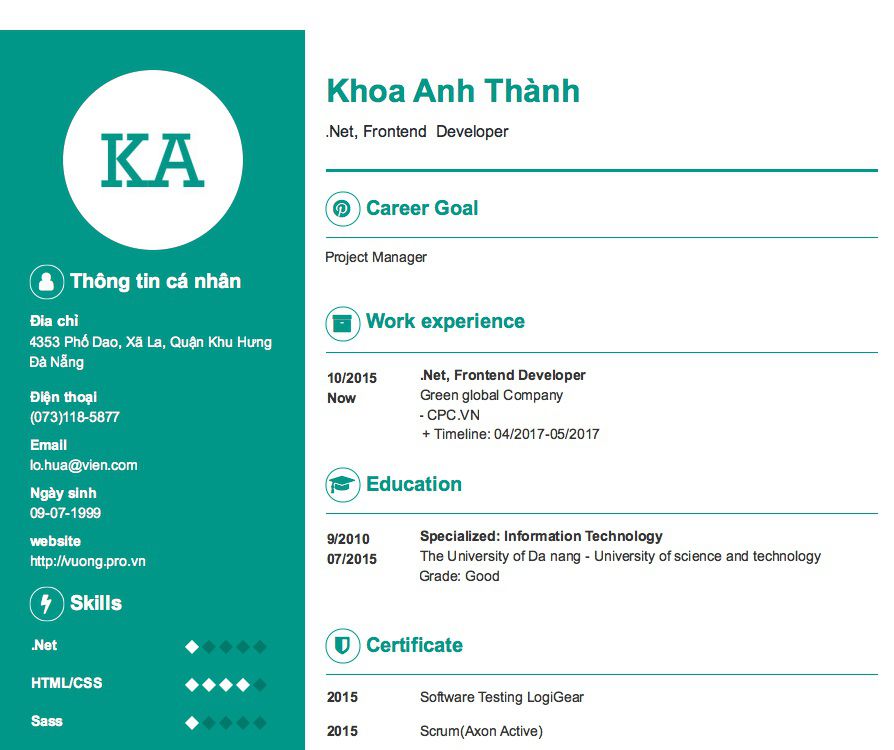 KA
Thông tin cá nhân
Địa chỉ
4353 Phố Dao, Xã La, Quận Khu Hưng
Đà Nẵng
Điện thoại
(073)118-5877
Email
lo.hua@vien.com
Ngày sinh
09-07-1999
website
http://vuong.pro.vn
Skills
.Net
HTML/CSS
Sass
Khoa Anh Thành
.Net, Frontend Developer
Career Goal
Project Manager
Work experience
10/2015
Now
.Net, Frontend Developer
Green global Company
- CPC.VN
+ Timeline: 04/2017-05/2017
Education
9/2010
07/2015
Specialized: Information Technology
The University of Da nang - University of science and technology
Grade: Good
Certificate
2015 Software Testing LogiGear
2015 Scrum(Axon Active)